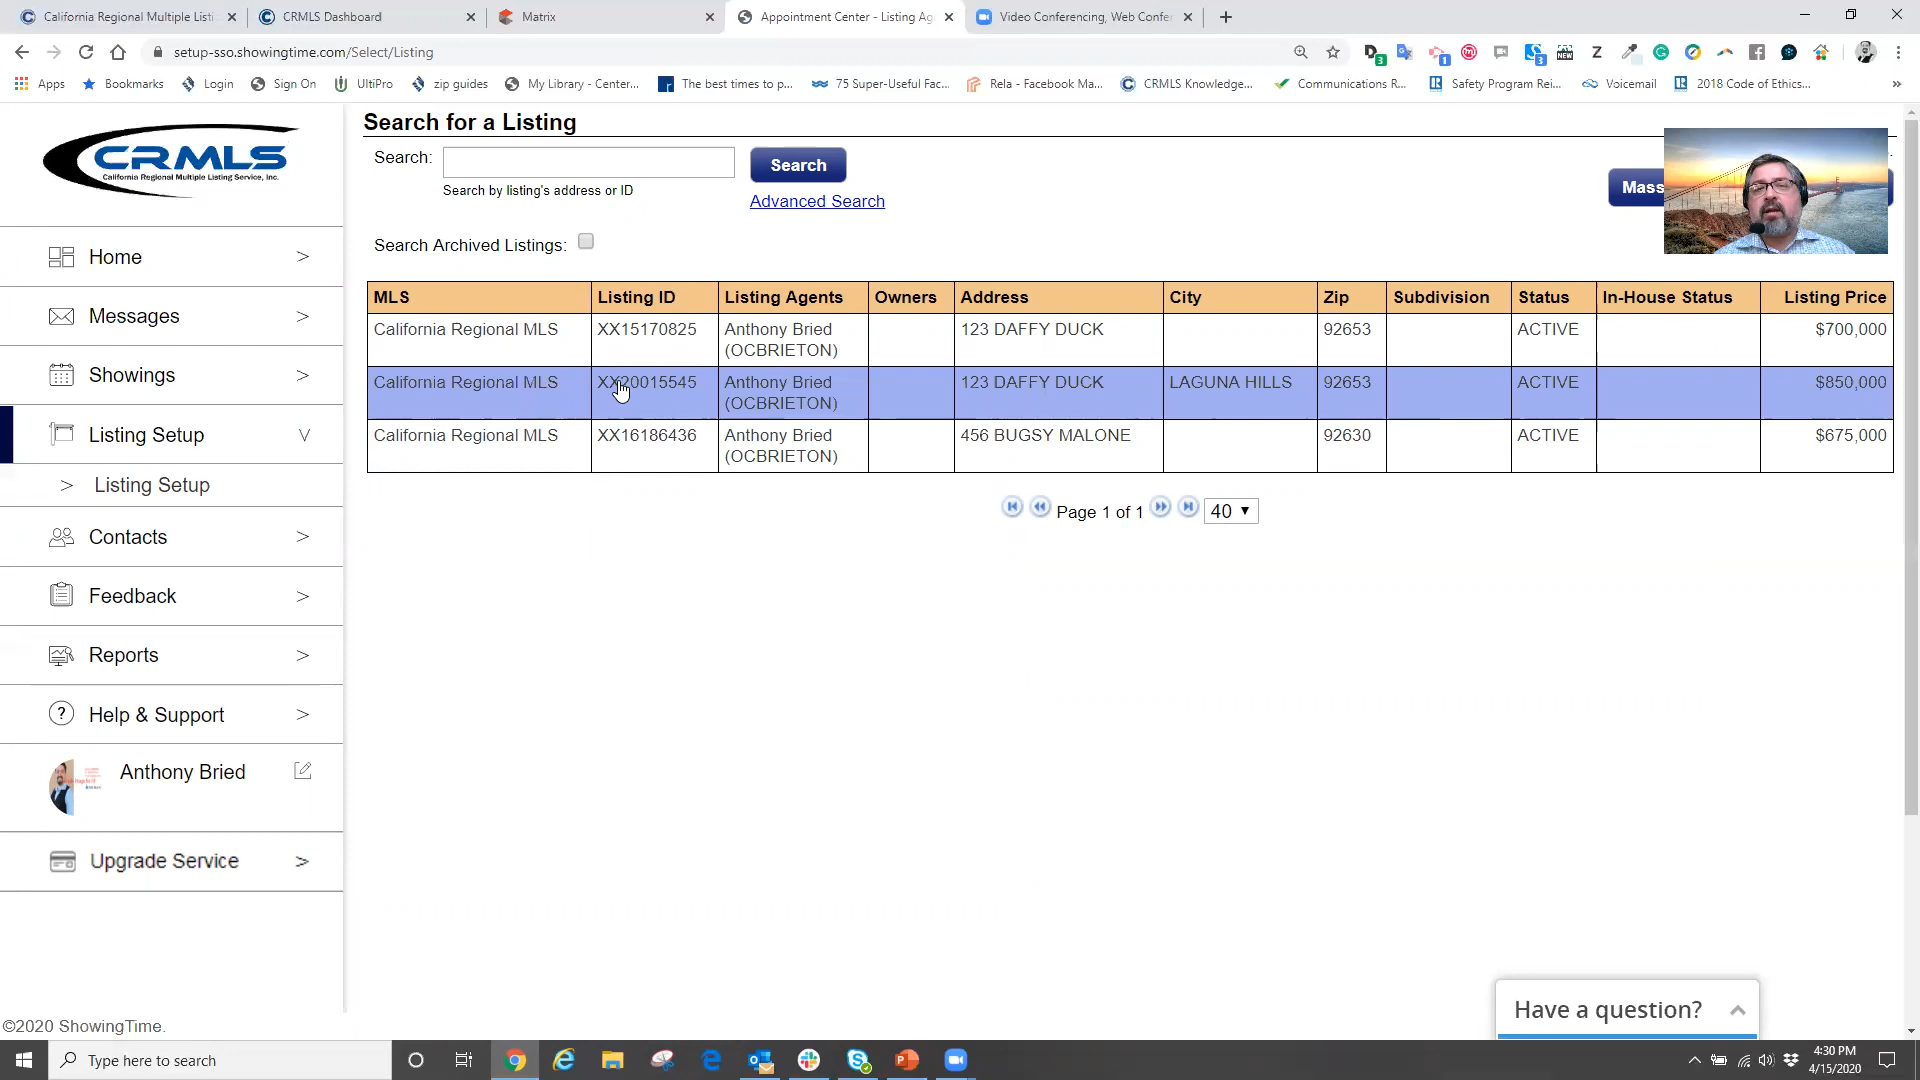 California Regional Multiple Listi
CRMLS Dashboard
Matrix
Appointment Center - Listing Ag
Video Conferencing, Web Confe
setup-sso.showingtime.com/Select/Listing
Apps
Bookmarks
Login
Sign On
UltiPro
zip guides
My Library - Center...
The best times to p...
75 Super-Useful Fac...
Rela - Facebook Ma...
CRMLS Knowledge...
Communications R...
Safety Program Rei...
Voicemail
2018 Code of Ethics...
CRMLS
California Regional Multiple Listing Service, Inc.
Home
Messages
Showings
Listing Setup
Listing Setup
Contacts
Feedback
Reports
Help & Support
Anthony Bried
Upgrade Service
©2020 ShowingTime.
Search for a Listing
Search:
Search
Search by listing's address or ID
Advanced Search
Mass
Search Archived Listings:
MLS Listing ID Listing Agents Owners Address City Zip Subdivision Status In-House Status Listing Price
California Regional MLS XX15170825 Anthony Bried 123 DAFFY DUCK 92653 ACTIVE $700,000
(OCBRIETON)
California Regional MLS XX20015545 Anthony Bried 123 DAFFY DUCK LAGUNA HILLS 92653 ACTIVE $850,000
(OCBRIETON)
California Regional MLS XX16186436 Anthony Bried 456 BUGSY MALONE 92630 ACTIVE $675,000
(OCBRIETON)
Page 1 of 1 40
Have a question?
Type here to search
4:30 PM
4/15/2020